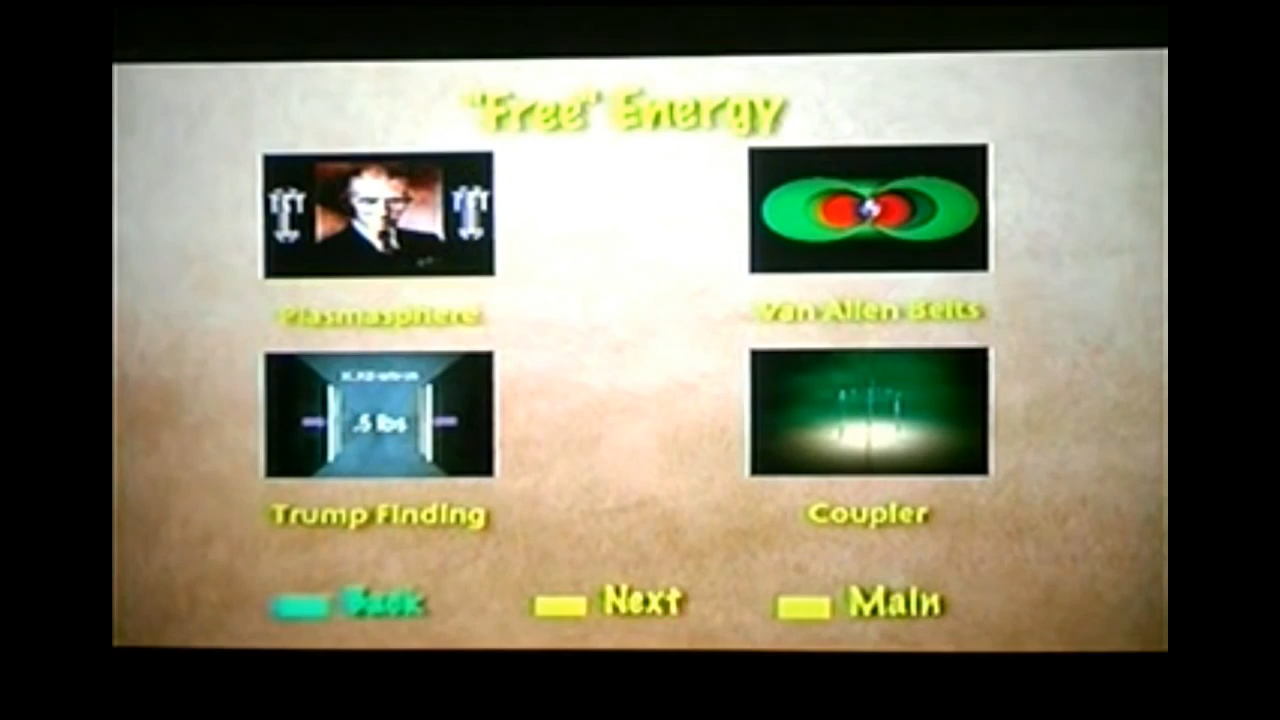 "Free" Energy
Plasmasphere
Van Allen Belts
.5 lbs
Trump Finding
Coupler
Back
Next
Main